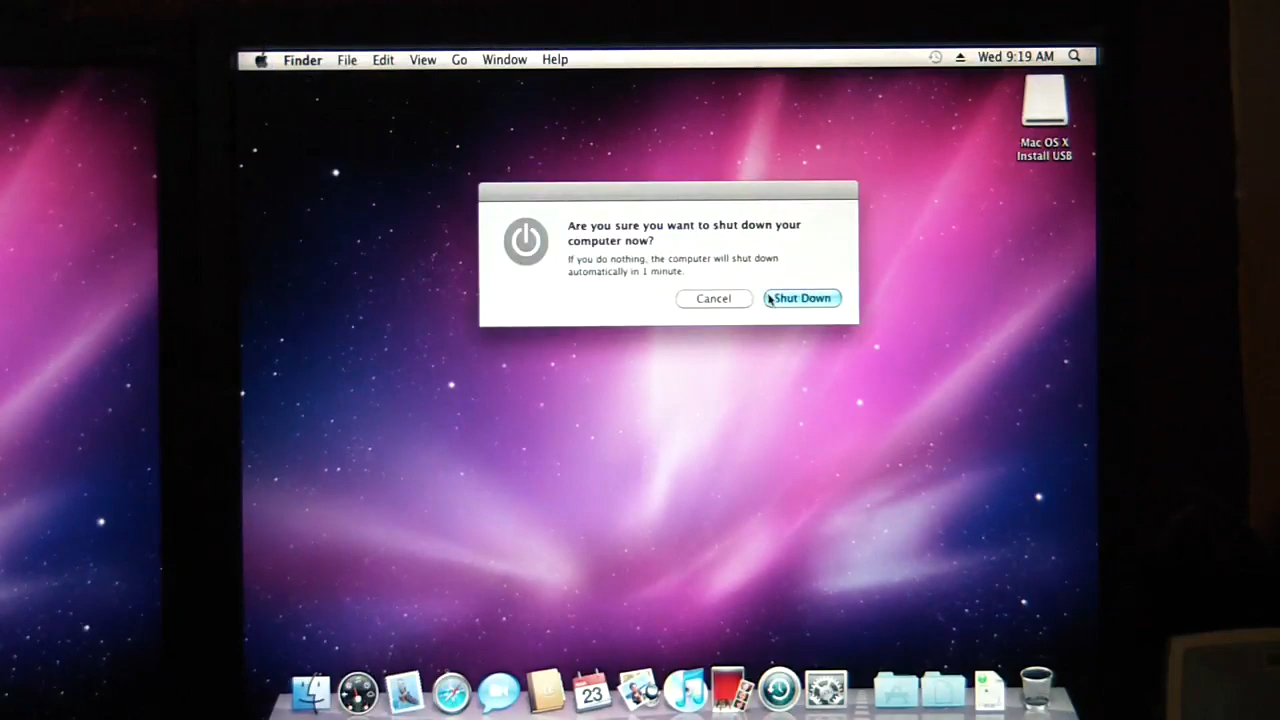 Finder File Edit View Go Window Help Wed 9:19 AM
Mac OS X
Install USB
Are you sure you want to shut down your
computer now?
If you do nothing, the computer will shut down
automatically in 1 minute.
Cancel Shut Down
23